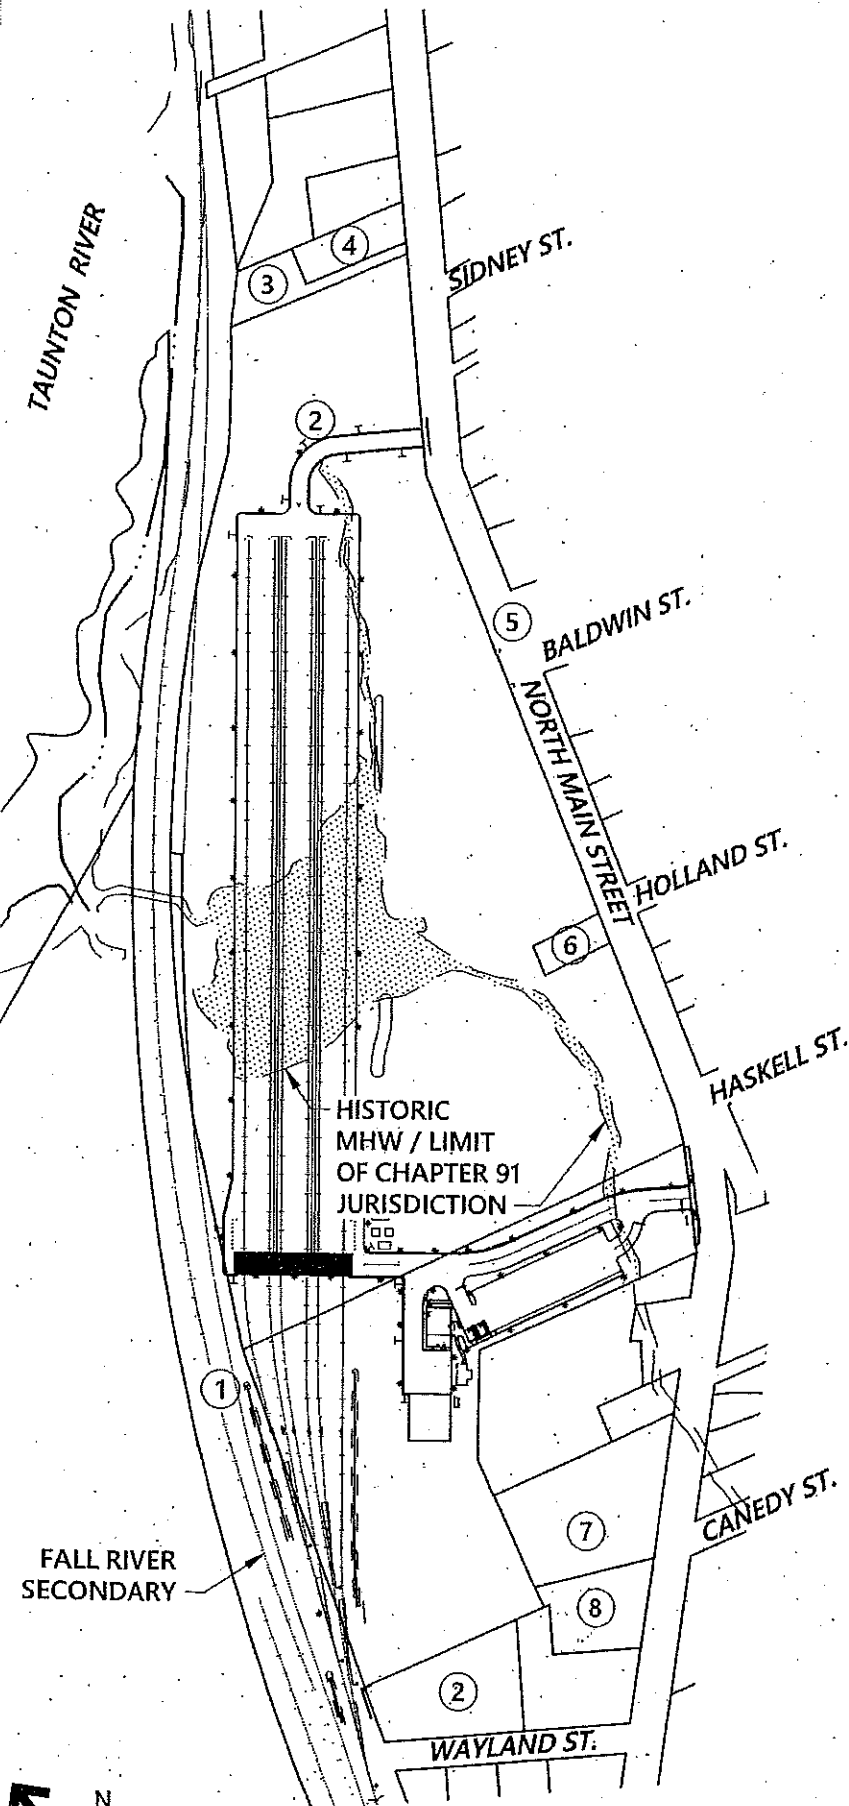 SIDNEY ST.
TAUNTON RIVER
4
3
2
5
BALDWIN ST.
NORTH MAIN STREET
HOLLAND ST.
6
HASKELL ST.
HISTORIC
MHW / LIMIT
OF CHAPTER 91
JURISDICTION
1
CANEDY ST.
7
FALL RIVER
SECONDARY
8
2
WAYLAND ST.
N